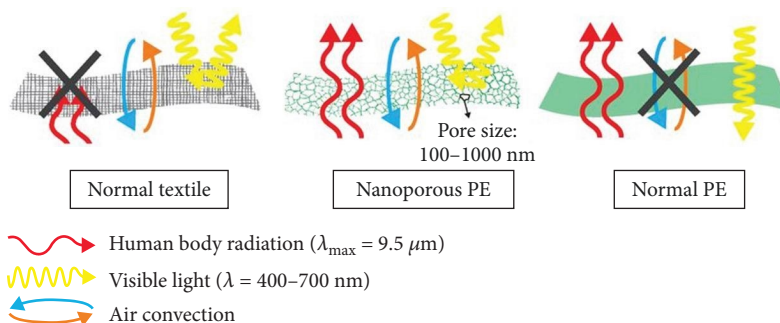 Pore size:
100–1000 nm
Normal textile
Nanoporous PE
Normal PE
Human body radiation (λmax = 9.5 μm)
Visible light (λ = 400–700 nm)
Air convection